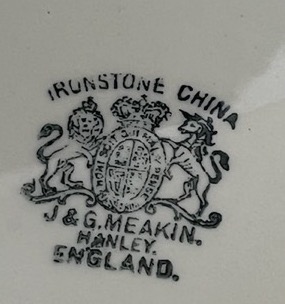 IRONSTONE CHINA
J & G. MEAKIN.
HANLEY.
ENGLAND.